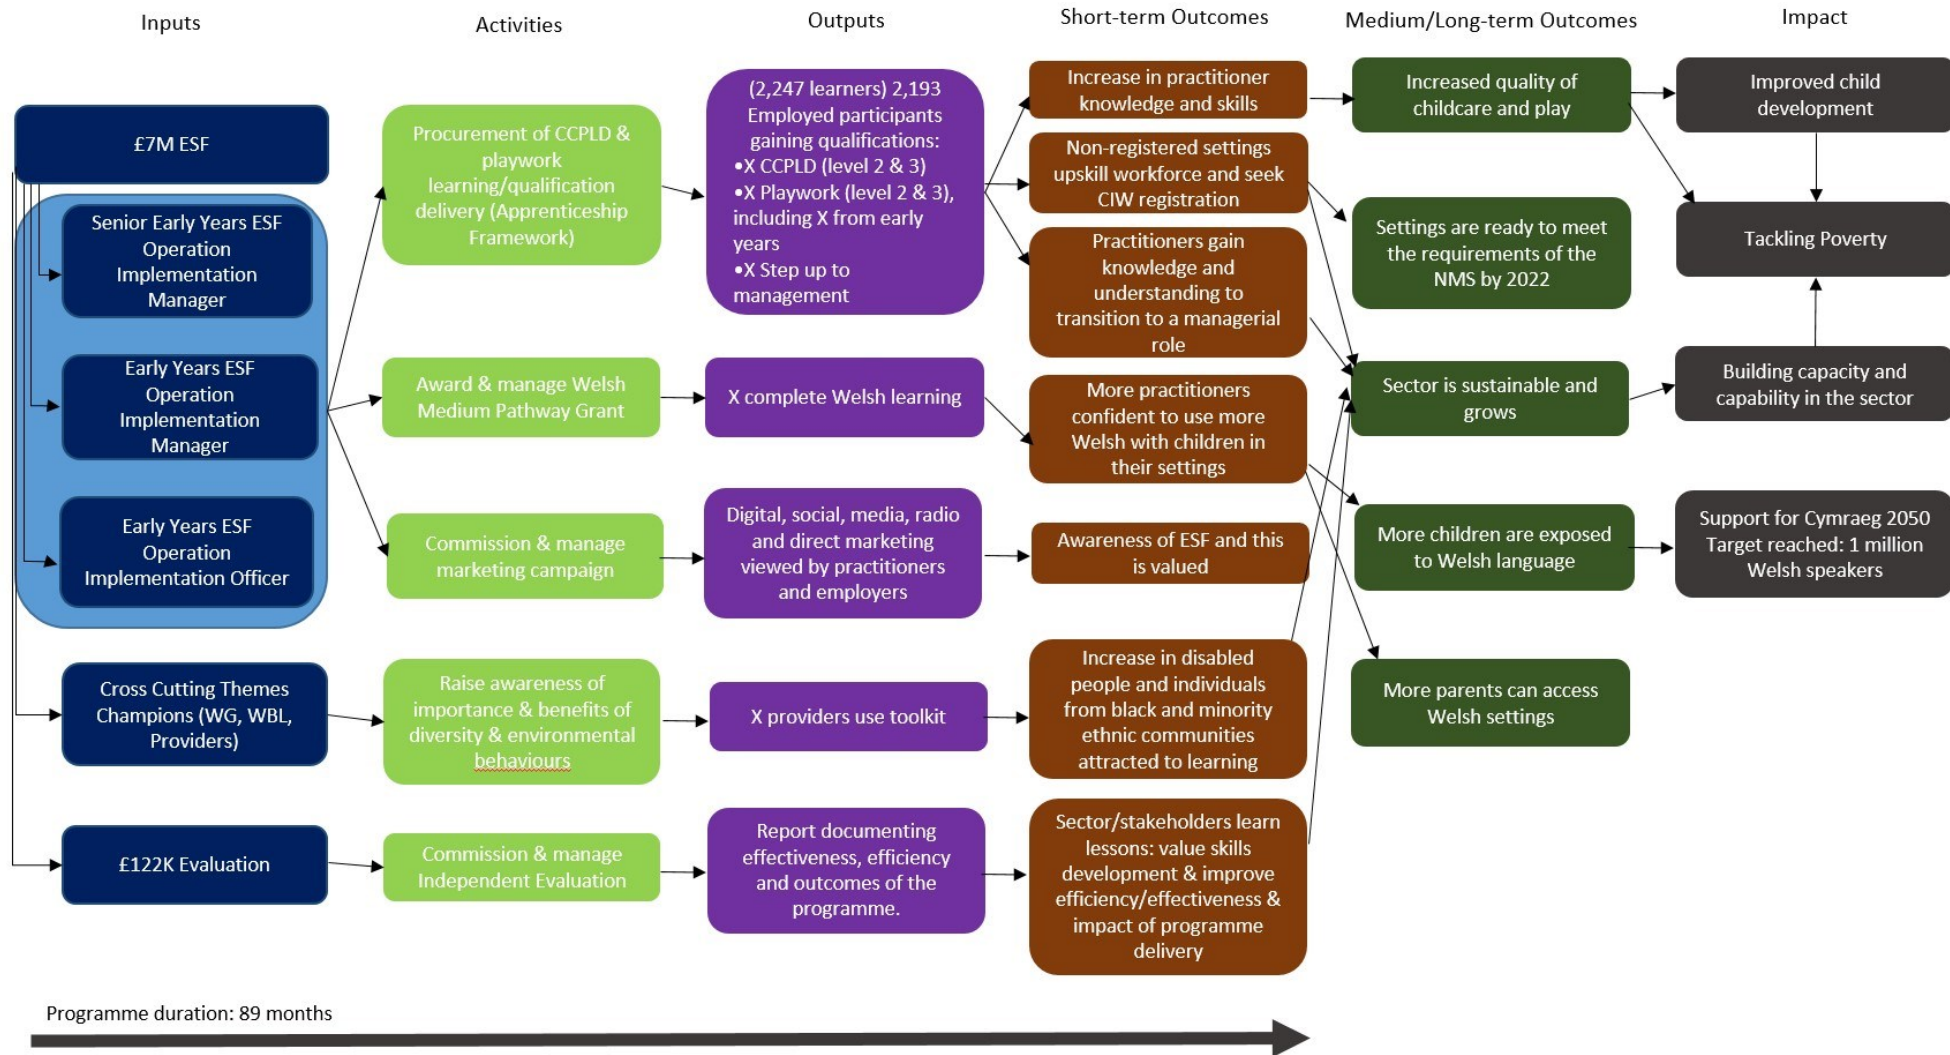 Inputs
Activities
Outputs
Short-term Outcomes
Medium/Long-term Outcomes
Impact
£7M ESF
Senior Early Years ESF
Operation
Implementation
Manager
Early Years ESF
Operation
Implementation
Manager
Early Years ESF
Operation
Implementation Officer
Cross Cutting Themes
Champions (WG, WBL,
Providers)
£122K Evaluation
Procurement of CCPLD &
playwork
learning/qualification
delivery (Apprenticeship
Framework)
Award & manage Welsh
Medium Pathway Grant
Commission & manage
marketing campaign
Raise awareness of
importance & benefits of
diversity & environmental
behaviours
Commission & manage
Independent Evaluation
(2,247 learners) 2,193
Employed participants
gaining qualifications:
•X CCPLD (level 2 & 3)
•X Playwork (level 2 & 3),
including X from early
years
•X Step up to
management
X complete Welsh learning
Digital, social, media, radio
and direct marketing
viewed by practitioners
and employers
X providers use toolkit
Report documenting
effectiveness, efficiency
and outcomes of the
programme.
Increase in practitioner
knowledge and skills
Non-registered settings
upskill workforce and seek
CIW registration
Practitioners gain
knowledge and
understanding to
transition to a managerial
role
More practitioners
confident to use more
Welsh with children in
their settings
Awareness of ESF and this
is valued
Increase in disabled
people and individuals
from black and minority
ethnic communities
attracted to learning
Sector/stakeholders learn
lessons: value skills
development & improve
efficiency/effectiveness &
impact of programme
delivery
Increased quality of
childcare and play
Settings are ready to meet
the requirements of the
NMS by 2022
Sector is sustainable and
grows
More children are exposed
to Welsh language
More parents can access
Welsh settings
Improved child
development
Tackling Poverty
Building capacity and
capability in the sector
Support for Cymraeg 2050
Target reached: 1 million
Welsh speakers
Programme duration: 89 months